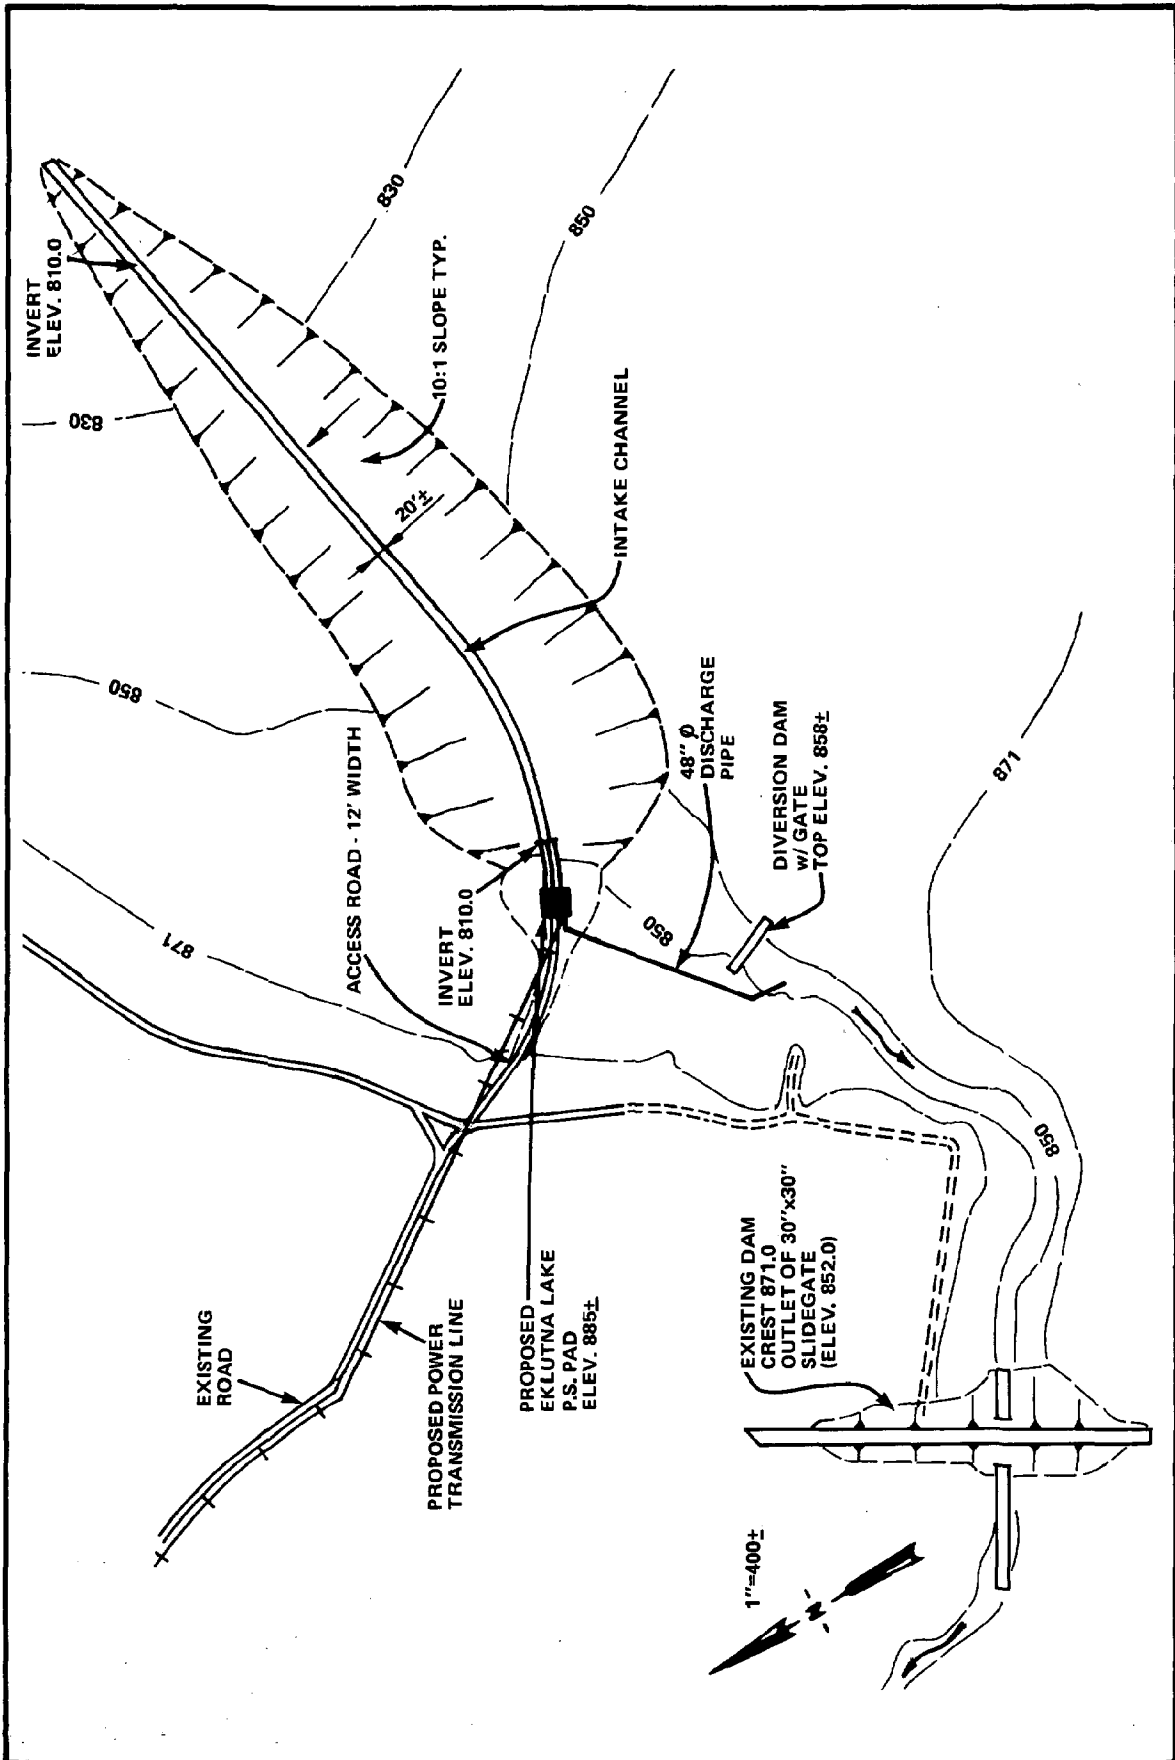 INVERT
ELEV. 810.0
830
830
850
10:1 SLOPE TYP.
20'±
INTAKE CHANNEL
850
ACCESS ROAD - 12' WIDTH
871
INVERT
ELEV. 810.0
48" Ø
DISCHARGE
PIPE
850
DIVERSION DAM
w/ GATE
TOP ELEV. 858±
871
850
EXISTING
ROAD
PROPOSED POWER
TRANSMISSION LINE
PROPOSED
EKLUTNA LAKE
P.S. PAD
ELEV. 885±
EXISTING DAM
CREST 871.0
OUTLET OF 30"x30"
SLIDEGATE
(ELEV. 852.0)
1"=400±
N